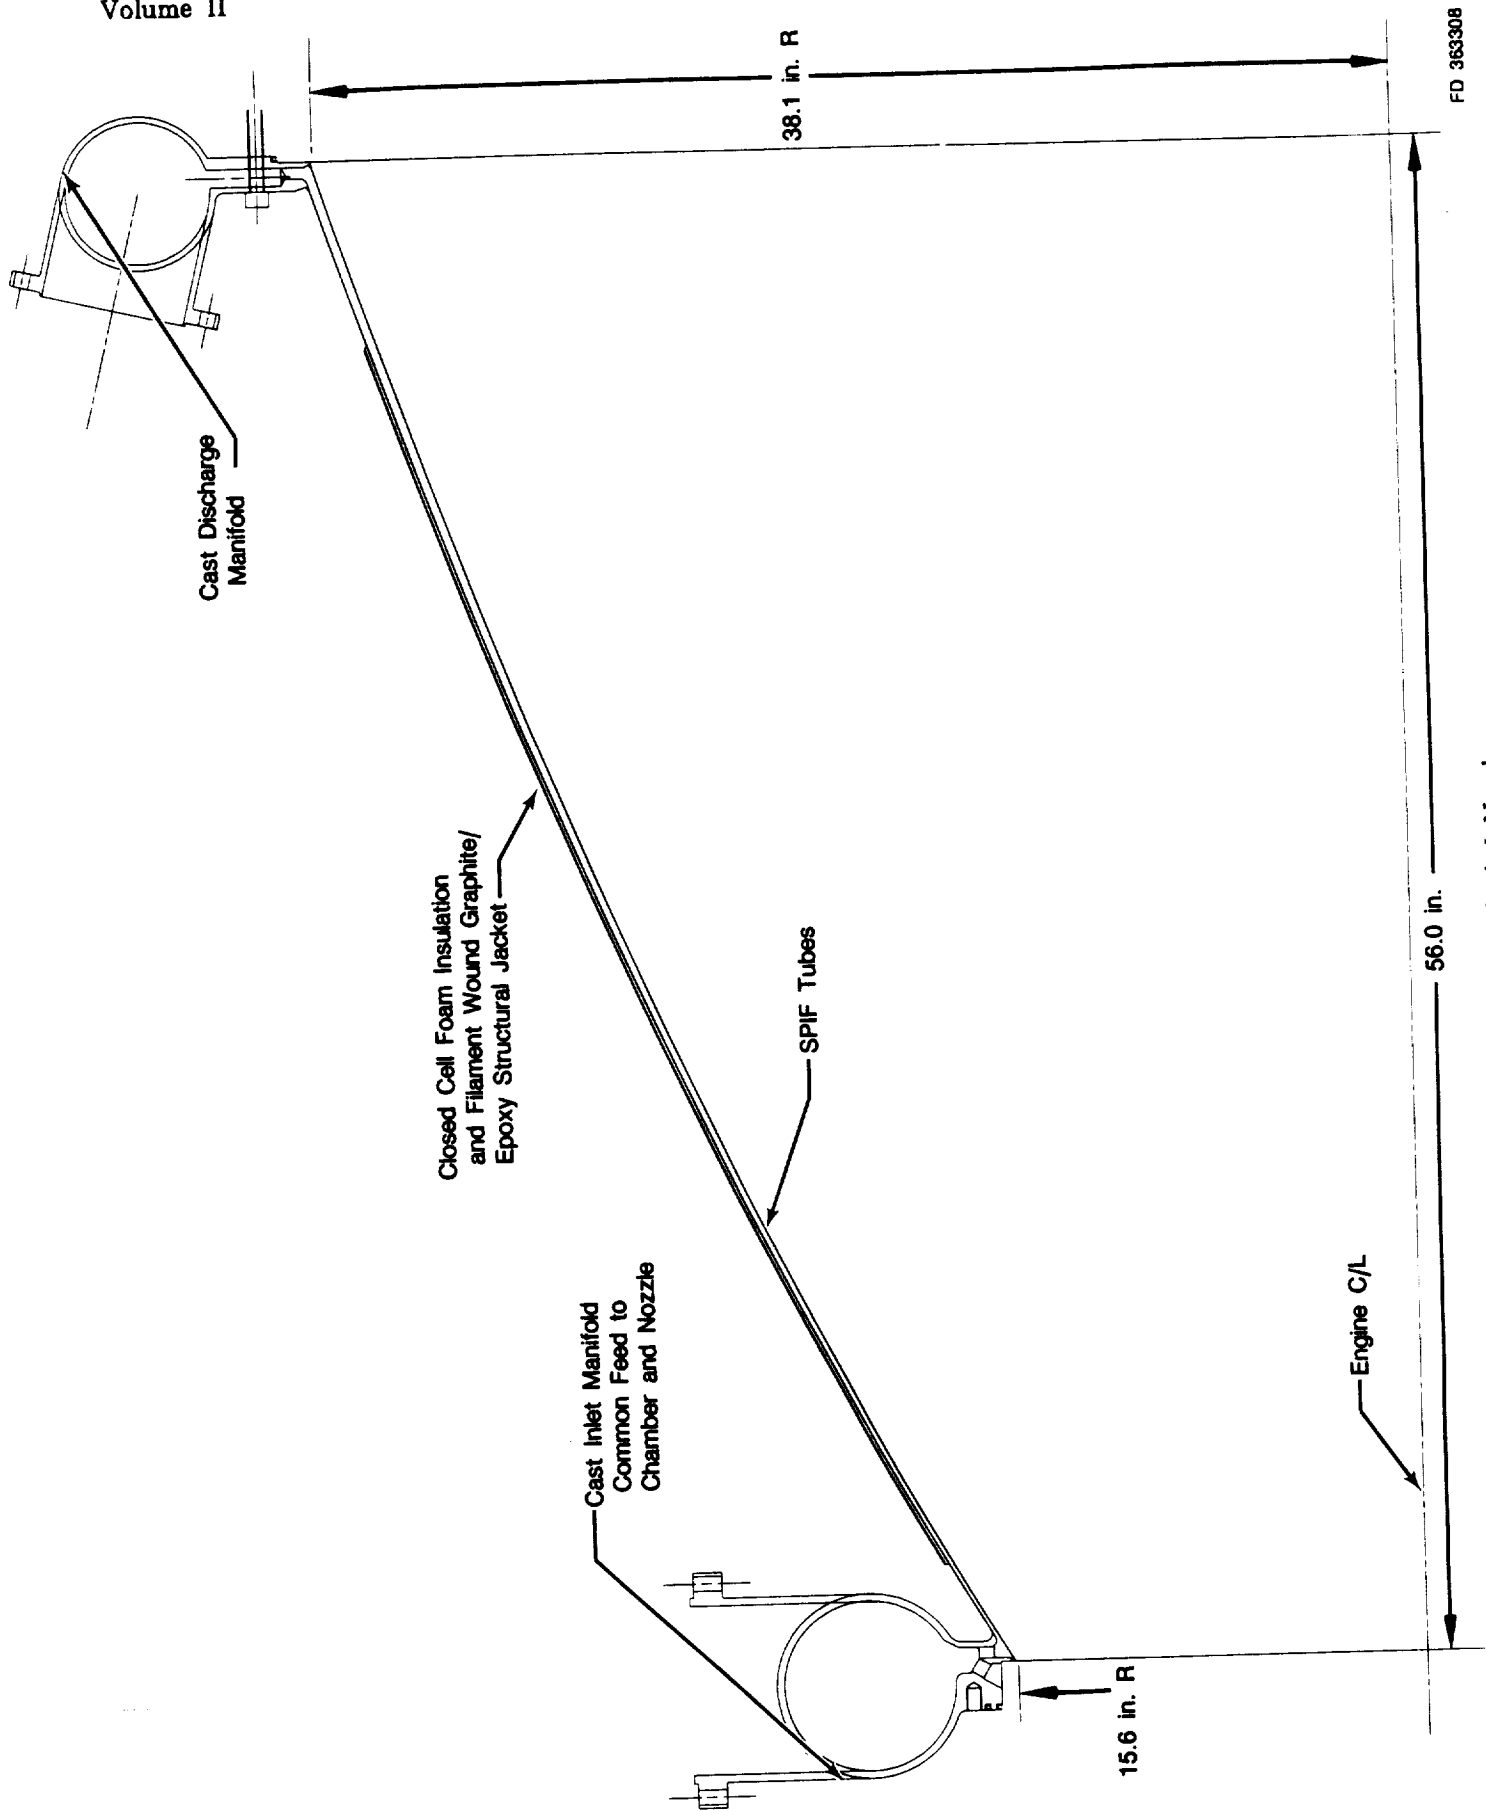 Volume II
38.1 in. R
FD 363308
Cast Discharge
Manifold
Closed Cell Foam Insulation
and Filament Wound Graphite/
Epoxy Structural Jacket
SPIF Tubes
Cast Inlet Manifold
Common Feed to
Chamber and Nozzle
Engine C/L
56.0 in.
15.6 in. R